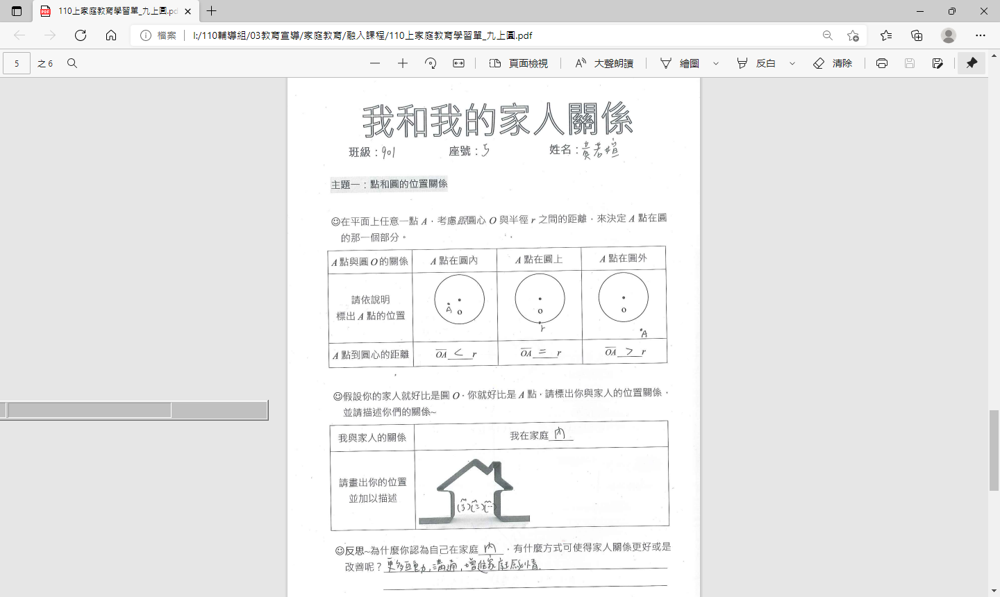 110上家庭教育學習單_九上圓.pd
檔案 I:/110輔導組/03教育宣導/家庭教育/融入課程/110上家庭教育學習單_九上圓.pdf
5 之 6 頁面檢視 大聲朗讀 繪圖 反白 清除
我和我的家人關係
班級：901 座號：5 姓名：黃若煊
主題一：點和圓的位置關係
☺在平面上任意一點 A，考慮跟圓心 O 與半徑 r 之間的距離，來決定 A 點在圓
的那一個部分。
A 點與圓 O 的關係 A 點在圓內 A 點在圓上 A 點在圓外
請依說明
標出 A 點的位置
A O O r O A
A 點到圓心的距離 OA < r OA = r OA > r
☺假設你的家人就好比是圓 O，你就好比是 A 點，請標出你與家人的位置關係，
並請描述你們的關係~
我與家人的關係 我在家庭內
請畫出你的位置
並加以描述
☺反思~為什麼你認為自己在家庭內，有什麼方式可使得家人關係更好或是
改善呢？更多互動,溝通,增進家庭感情.